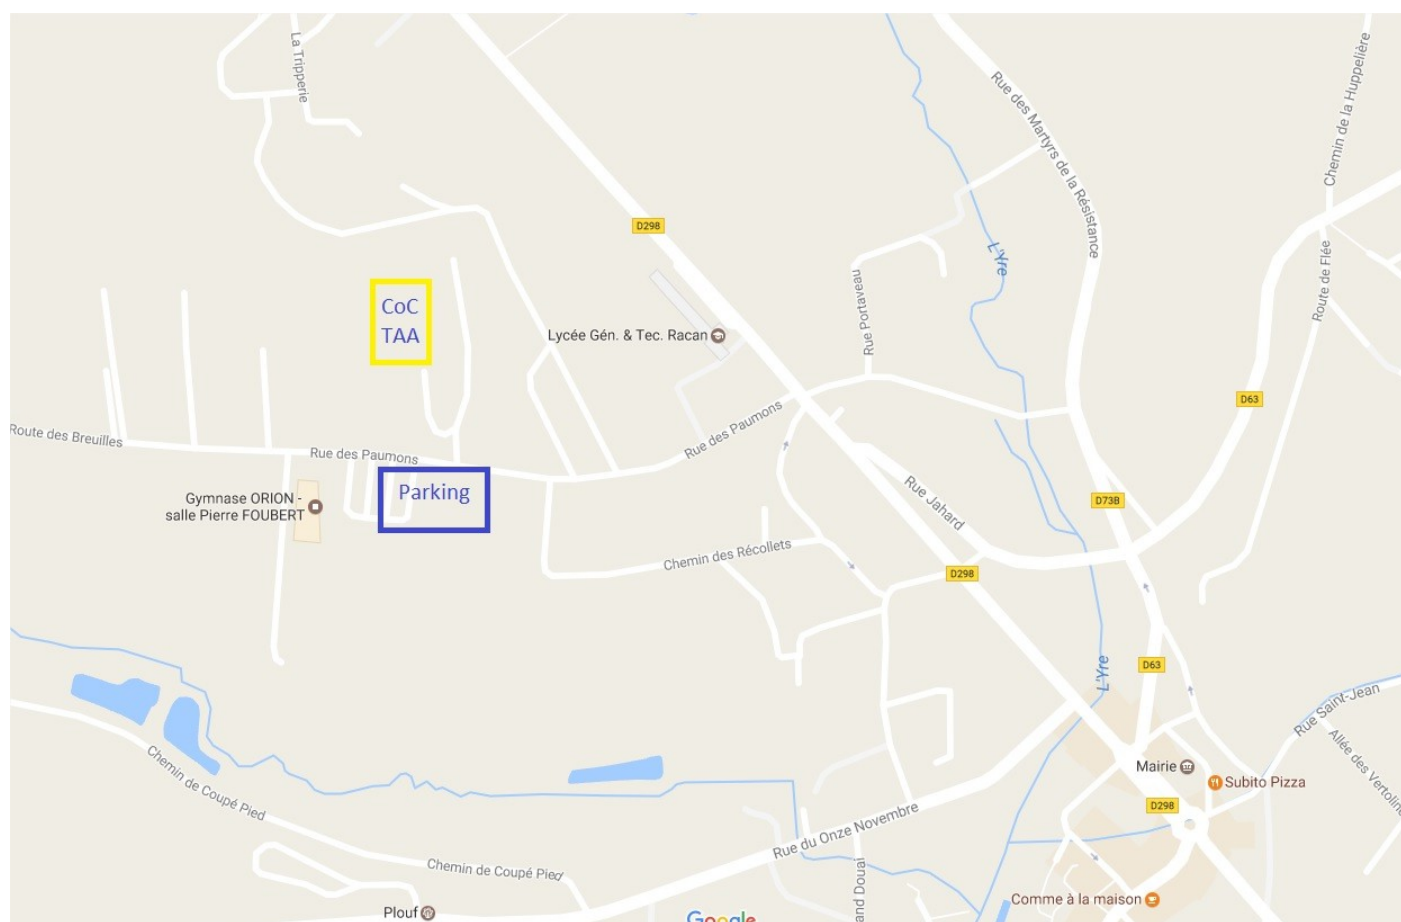 La Tripperie
Rue des Martyrs de la Résistance
Chemin de la Huppelière
D298
L'Yre
Route de Flée
CoC
TAA
Rue Portaveau
Lycée Gén. & Tec. Racan
D63
Rue des Paumons
Route des Breuilles
Rue des Paumons
Parking
Gymnase ORION -
salle Pierre FOUBERT
Rue Jahard
D73B
Chemin des Récollets
D298
L'Yre
D63
Rue Saint-Jean
Allée des Vertoline
Mairie
Subito Pizza
Chemin de Coupé Pied
D298
Rue du Onze Novembre
Chemin de Coupé Pied
and Douai
Comme à la maison
Plouf
Google